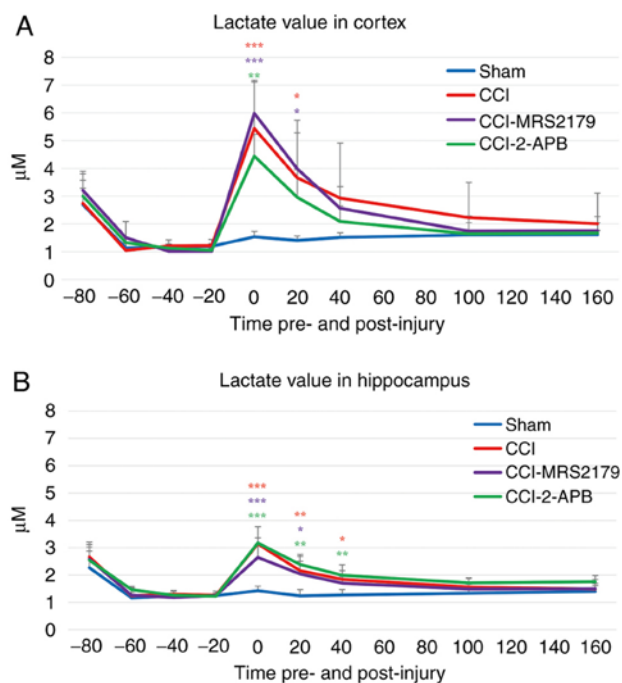 A
Lactate value in cortex
***
***
**
*
*
Sham
CCI
CCI-MRS2179
CCI-2-APB
8
7
6
5
4
3
2
1
0
μM
−80 −60 −40 −20 0 20 40 60 80 100 120 140 160
Time pre- and post-injury
B
Lactate value in hippocampus
***
***
***
**
*
**
*
**
Sham
CCI
CCI-MRS2179
CCI-2-APB
8
7
6
5
4
3
2
1
0
μM
−80 −60 −40 −20 0 20 40 60 80 100 120 140 160
Time pre- and post-injury